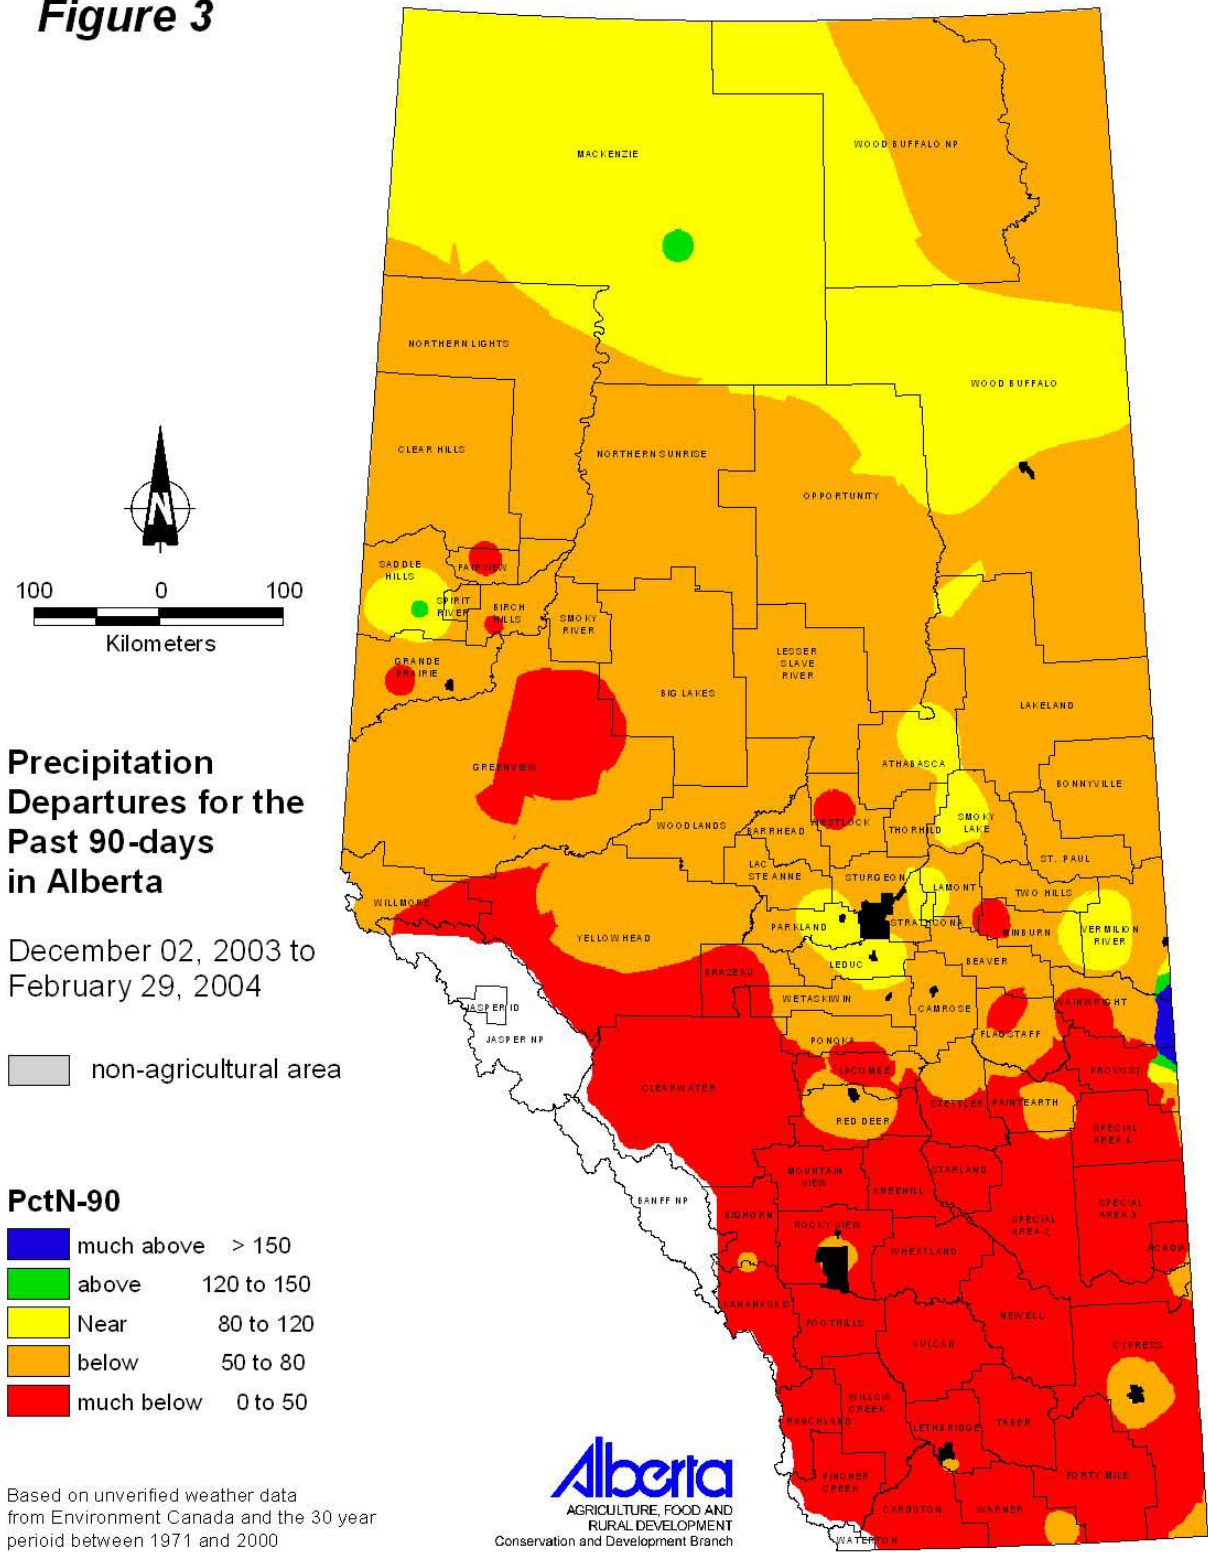 Figure 3
MACKENZIE
WOOD BUFFALO NP
NORTHERN LIGHTS
WOOD BUFFALO
CLEAR HILLS
NORTHERN SUNRISE
OPPORTUNITY
N
100 0 100
Kilometers
SADDLE
HILLS
FAIRVIEW
SPIRIT
RIVER
BIRCH
HILLS
SMOKY
RIVER
GRANDE
PRAIRIE
LESSER
SLAVE
RIVER
BIG LAKES
LAKELAND
GREENVIEW
ATHABASCA
BONNYVILLE
WOODLANDS
BARRHEAD
WESTLOCK
THORHILD
SMOKY
LAKE
ST. PAUL
LAC
STE ANNE
STURGEON
LAMONT
TWO HILLS
WILLMORE
YELLOWHEAD
PARKLAND
STRATHCONA
MINBURN
VERMILION
RIVER
BRAZEAU
LEDUC
BEAVER
WETASKIWIN
CAMROSE
WAINWRIGHT
FLAGSTAFF
JASPER ID
JASPER NP
PONOKA
LACOMBE
PROVOST
CLEARWATER
STETTLER
PAINTEARTH
RED DEER
SPECIAL
AREA 4
MOUNTAIN
VIEW
KNEEHILL
STARLAND
BANFF NP
BIGHORN
ROCKY VIEW
SPECIAL
AREA 2
SPECIAL
AREA 3
WHEATLAND
ACADIA
KANANASKIS
FOOTHILLS
NEWELL
VULCAN
CYPRESS
WILLOW
CREEK
RANCHLAND
LETHBRIDGE
TABER
PINCHER
CREEK
FORTY MILE
CARDSTON
WARNER
WATERTON
Precipitation
Departures for the
Past 90-days
in Alberta
December 02, 2003 to
February 29, 2004
non-agricultural area
PctN-90
much above > 150
above 120 to 150
Near 80 to 120
below 50 to 80
much below 0 to 50
Based on unverified weather data
from Environment Canada and the 30 year
perioid between 1971 and 2000
Alberta
AGRICULTURE, FOOD AND
RURAL DEVELOPMENT
Conservation and Development Branch